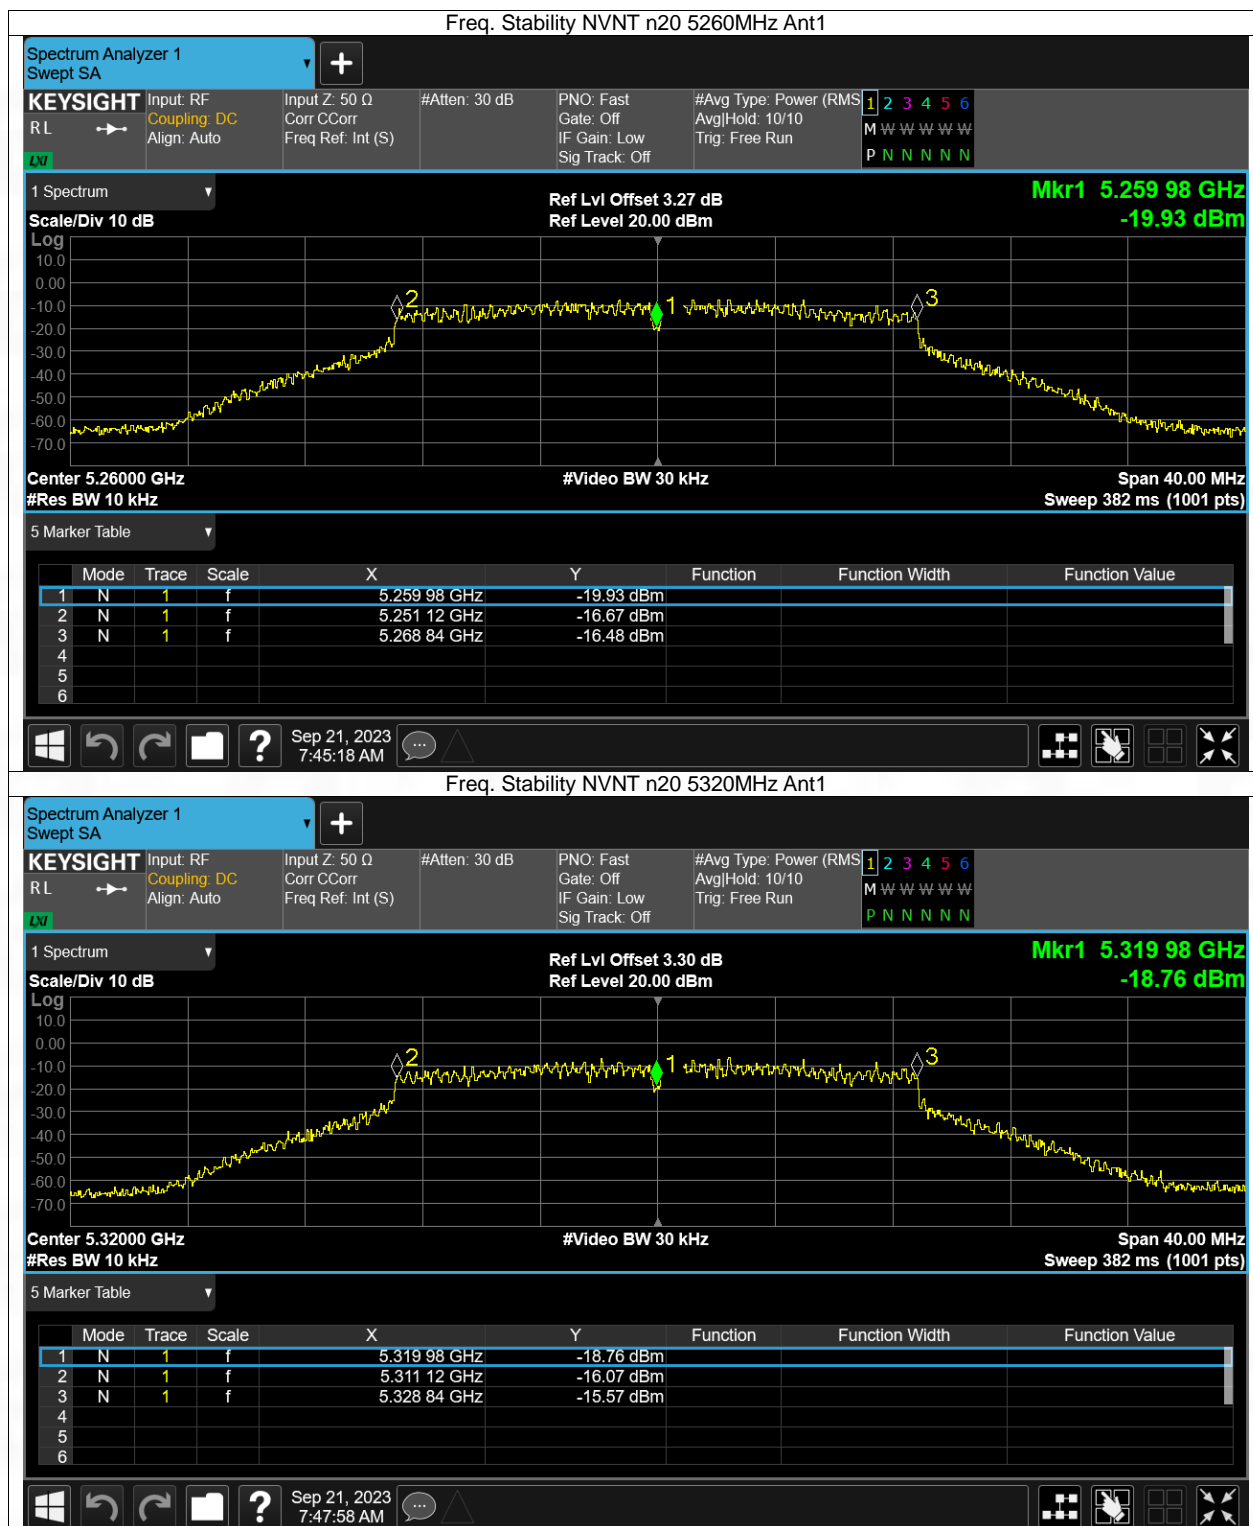 Freq. Stability NVNT n20 5260MHz Ant1
Spectrum Analyzer 1
Swept SA
+
KEYSIGHT Input: RF Input Z: 50 Ω #Atten: 30 dB PNO: Fast #Avg Type: Power (RMS 1 2 3 4 5 6
RL Coupling: DC Corr CCorr Gate: Off Avg|Hold: 10/10 M W W W W W
Align: Auto Freq Ref: Int (S) IF Gain: Low Trig: Free Run
LXI Sig Track: Off P N N N N N
1 Spectrum Ref Lvl Offset 3.27 dB Mkr1 5.259 98 GHz
Scale/Div 10 dB Ref Level 20.00 dBm -19.93 dBm
Log
10.0
0.00
-10.0
-20.0
-30.0
-40.0
-50.0
-60.0
-70.0
2 1 3
Center 5.26000 GHz #Video BW 30 kHz Span 40.00 MHz
#Res BW 10 kHz Sweep 382 ms (1001 pts)
5 Marker Table
Mode Trace Scale X Y Function Function Width Function Value
1 N 1 f 5.259 98 GHz -19.93 dBm
2 N 1 f 5.251 12 GHz -16.67 dBm
3 N 1 f 5.268 84 GHz -16.48 dBm
4
5
6
? Sep 21, 2023
7:45:18 AM
Freq. Stability NVNT n20 5320MHz Ant1
Spectrum Analyzer 1
Swept SA
+
KEYSIGHT Input: RF Input Z: 50 Ω #Atten: 30 dB PNO: Fast #Avg Type: Power (RMS 1 2 3 4 5 6
RL Coupling: DC Corr CCorr Gate: Off Avg|Hold: 10/10 M W W W W W
Align: Auto Freq Ref: Int (S) IF Gain: Low Trig: Free Run
LXI Sig Track: Off P N N N N N
1 Spectrum Ref Lvl Offset 3.30 dB Mkr1 5.319 98 GHz
Scale/Div 10 dB Ref Level 20.00 dBm -18.76 dBm
Log
10.0
0.00
-10.0
-20.0
-30.0
-40.0
-50.0
-60.0
-70.0
2 1 3
Center 5.32000 GHz #Video BW 30 kHz Span 40.00 MHz
#Res BW 10 kHz Sweep 382 ms (1001 pts)
5 Marker Table
Mode Trace Scale X Y Function Function Width Function Value
1 N 1 f 5.319 98 GHz -18.76 dBm
2 N 1 f 5.311 12 GHz -16.07 dBm
3 N 1 f 5.328 84 GHz -15.57 dBm
4
5
6
? Sep 21, 2023
7:47:58 AM